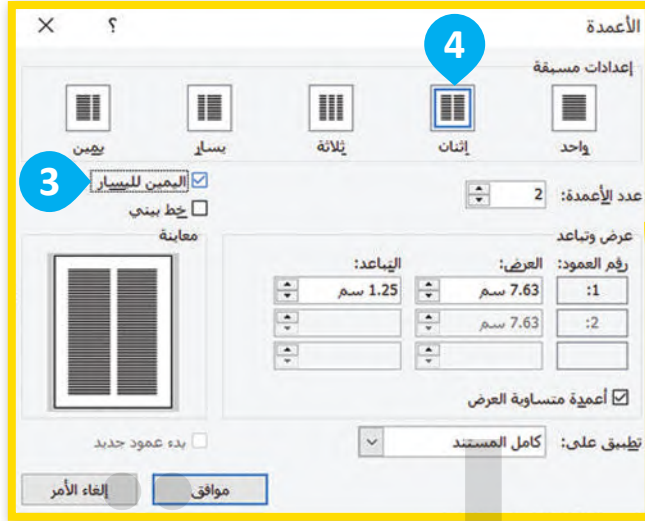 الأعمدة ؟ ×
إعدادات مسبقة
4
واحد إثنان ثلاثة يسار يمين
3
اليمين لليسار
عدد الأعمدة: 2
خط بيني
عرض وتباعد
معاينة
رقم العمود: العرض: التباعد:
1: 7.63 سم 1.25 سم
2: 7.63 سم
أعمدة متساوية العرض
تطبيق على: كامل المستند
بدء عمود جديد
موافق إلغاء الأمر